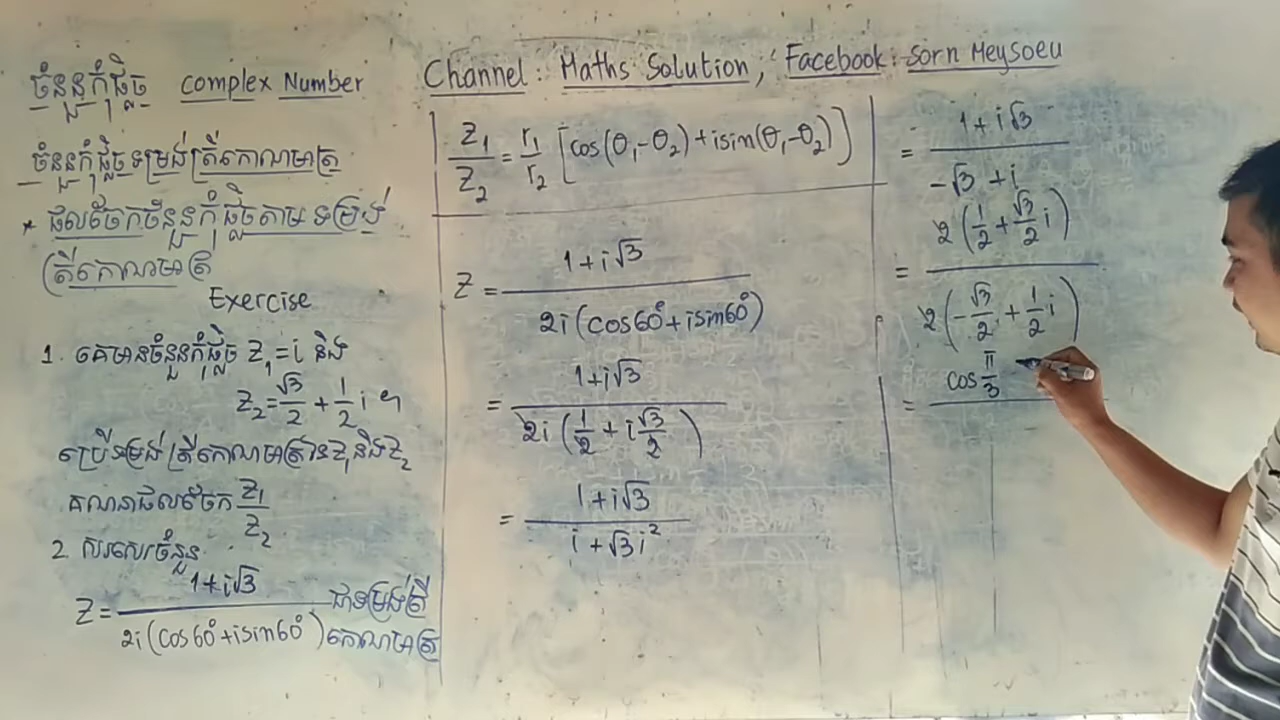 ចំនួនកុំផ្លិច complex Number
Channel : Maths Solution ; Facebook : Sorn Meysoeu
ចំនួនកុំផ្លិចទម្រង់ត្រីកោណមាត្រ
* ផលចែកចំនួនកុំផ្លិចតាមទម្រង់
ត្រីកោណមាត្រ
Exercise
1. គេមានចំនួនកុំផ្លិច Z₁ = i និង
Z₂ = √3/2 + 1/2 i ។
ប្រើទម្រង់ត្រីកោណមាត្រនៃ Z₁ និង Z₂
គណនាផលចែក Z₁/Z₂
2. សរសេរចំនួន
Z = (1+i√3)/(2i(cos60°+isin60°)) ជាទម្រង់ត្រី
កោណមាត្រ
Z₁/Z₂ = r₁/r₂ [cos(θ₁-θ₂)+isin(θ₁-θ₂)]
Z = (1+i√3)/(2i(cos60°+isin60°))
= (1+i√3)/(2i(1/2 + i√3/2))
= (1+i√3)/(i+√3i²)
= (1+i√3)/(-√3+i)
= 2(1/2+√3/2 i)/2(-√3/2+1/2 i)
= cos π/3